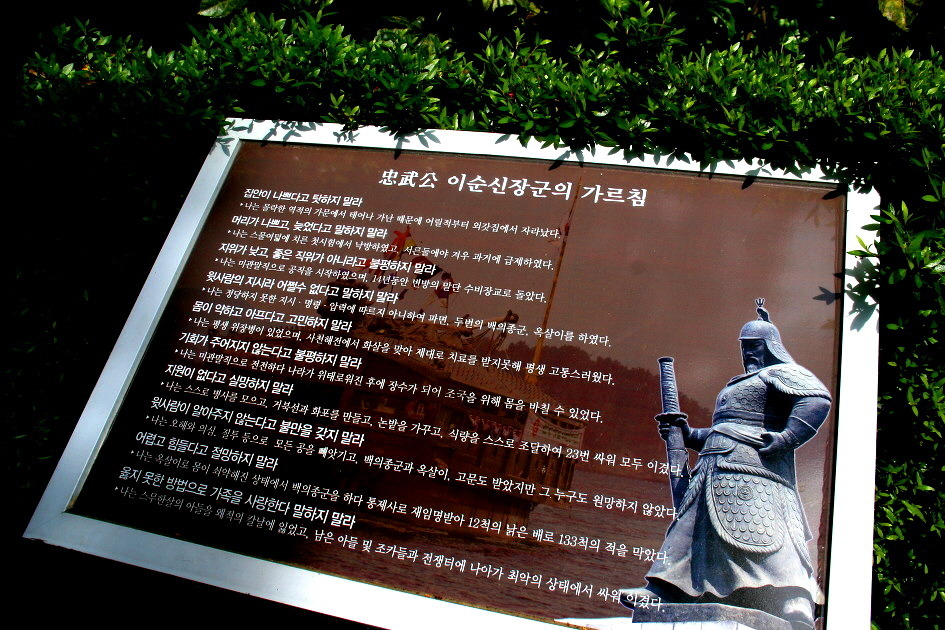 忠武公 이순신장군의 가르침
집안이 나쁘다고 탓하지 말라
• 나는 몰락한 역적의 가문에서 태어나 가난 때문에 어릴적부터 외갓집에서 자라났다.
머리가 나쁘고, 늦었다고 말하지 말라
• 나는 스물여덟에 치른 첫시험에서 낙방하였고, 서른둘에야 겨우 과거에 급제하였다.
지위가 낮고, 좋은 직위가 아니라고 불평하지 말라
• 나는 미관말직으로 공직을 시작하였으며, 14년동안 변방의 말단 수비장교로 돌았다.
윗사람의 지시라 어쩔수 없다고 말하지 말라
• 나는 정당하지 못한 지시 · 명령 · 압력에 따르지 아니하여 파면, 두번의 백의종군, 옥살이를 하였다.
몸이 약하고 아프다고 고민하지 말라
• 나는 평생 위장병이 있었으며, 사천해전에서 화살을 맞아 제대로 치료를 받지못해 평생 고통스러웠다.
기회가 주어지지 않는다고 불평하지 말라
• 나는 미관말직으로 전전하다 나라가 위태로워진 후에 장수가 되어 조국을 위해 몸을 바칠 수 있었다.
지원이 없다고 실망하지 말라
• 나는 스스로 병사를 모으고, 거북선과 화포를 만들고, 논밭을 가꾸고, 식량을 스스로 조달하여 23번 싸워 모두 이겼다.
윗사람이 알아주지 않는다고 불만을 갖지 말라
• 나는 오해와 의심, 질투 등으로 모든 공을 빼앗기고, 백의종군과 옥살이, 고문도 받았지만 그 누구도 원망하지 않았다.
어렵고 힘들다고 절망하지 말라
• 나는 옥살이로 몸이 쇠약해진 상태에서 백의종군을 하다 통제사로 재임명받아 12척의 낡은 배로 133척의 적을 막았다.
옳지 못한 방법으로 가족을 사랑한다 말하지 말라
• 나는 스무한살의 아들을 왜적의 칼날에 잃었고, 남은 아들 및 조카들과 전쟁터에 나아가 최악의 상태에서 싸워 이겼다.